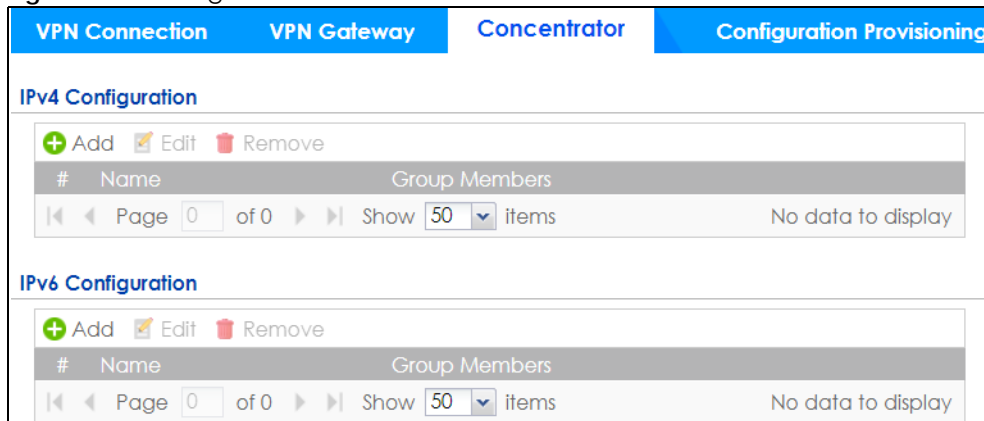 VPN Connection VPN Gateway Concentrator Configuration Provisioning
IPv4 Configuration
Add Edit Remove
# Name Group Members
Page 0 of 0 Show 50 items No data to display
IPv6 Configuration
Add Edit Remove
# Name Group Members
Page 0 of 0 Show 50 items No data to display